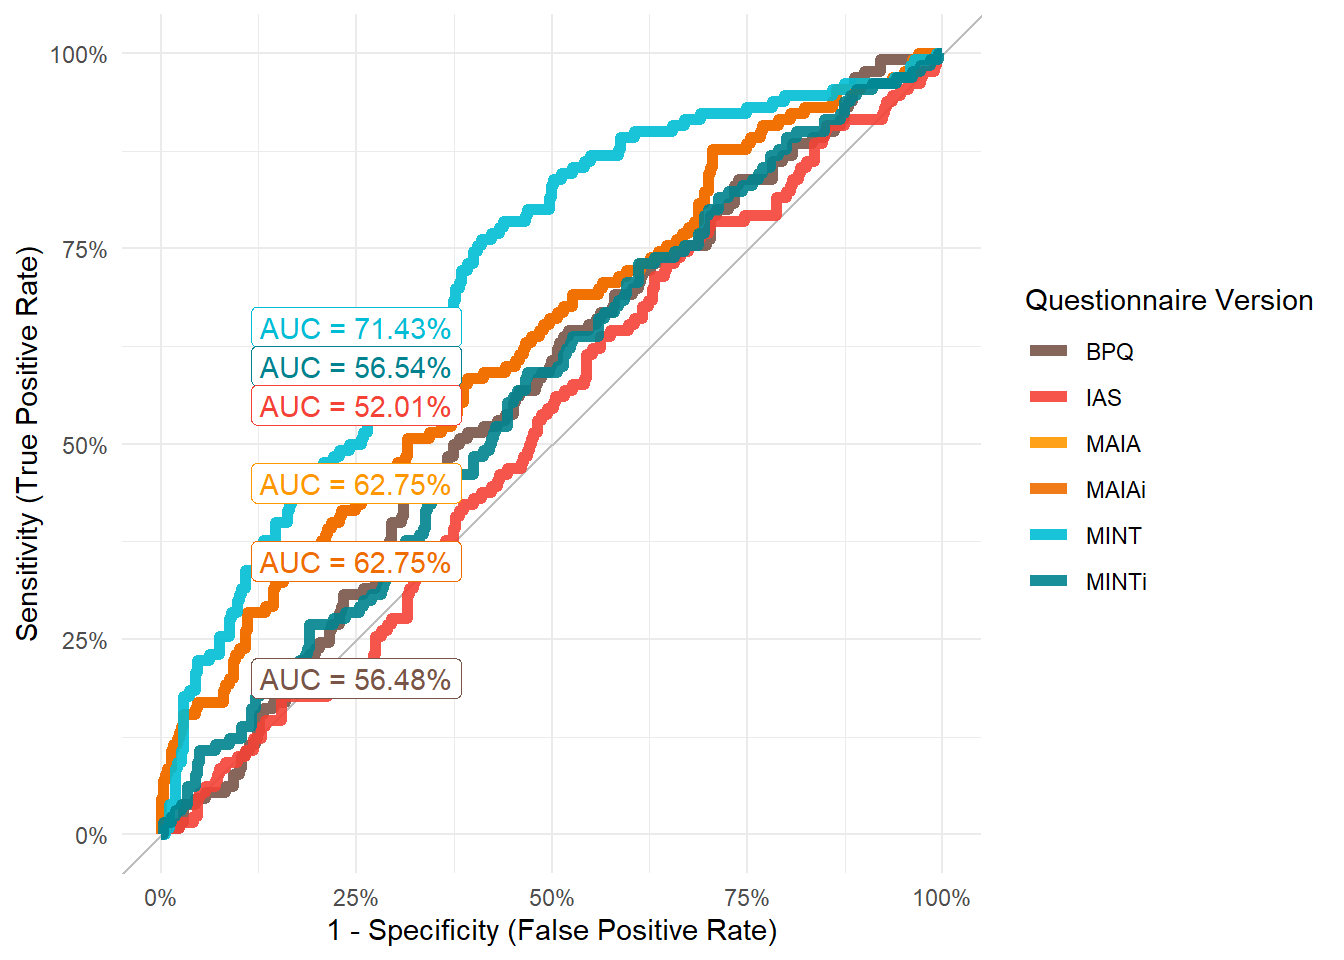 100%
75%
50%
25%
0%
Sensitivity (True Positive Rate)
AUC = 71.43%
AUC = 56.54%
AUC = 52.01%
AUC = 62.75%
AUC = 62.75%
AUC = 56.48%
0%
25%
50%
75%
100%
1 - Specificity (False Positive Rate)
Questionnaire Version
BPQ
IAS
MAIA
MAIAi
MINT
MINTi